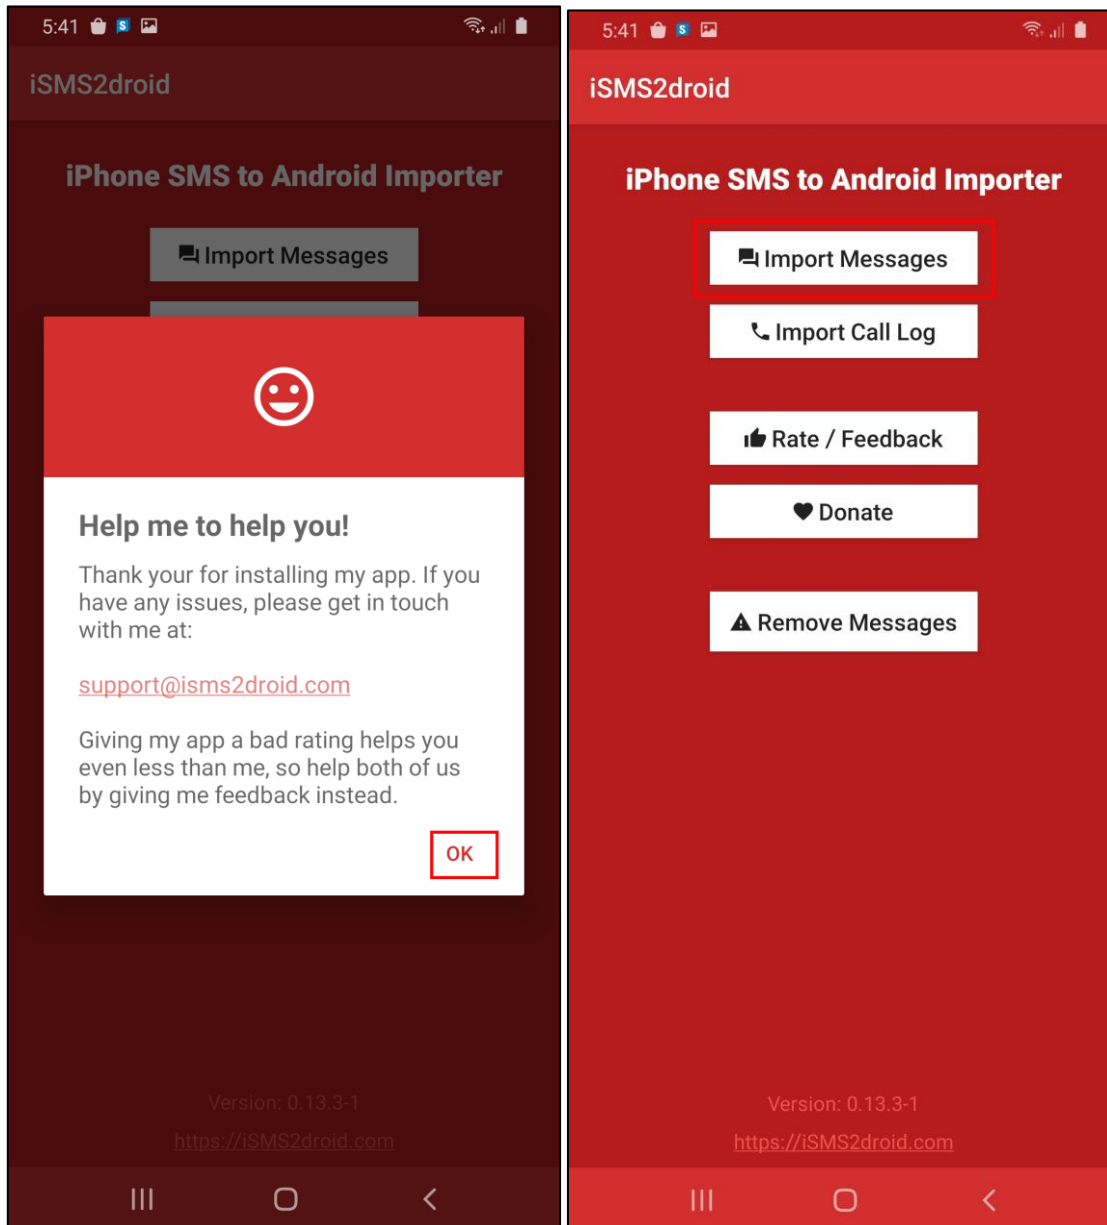 5:41
iSMS2droid
iPhone SMS to Android Importer
Import Messages
Help me to help you!
Thank your for installing my app. If you
have any issues, please get in touch
with me at:
support@isms2droid.com
Giving my app a bad rating helps you
even less than me, so help both of us
by giving me feedback instead.
OK
Version: 0.13.3-1
https://iSMS2droid.com
5:41
iSMS2droid
iPhone SMS to Android Importer
Import Messages
Import Call Log
Rate / Feedback
Donate
Remove Messages
Version: 0.13.3-1
https://iSMS2droid.com